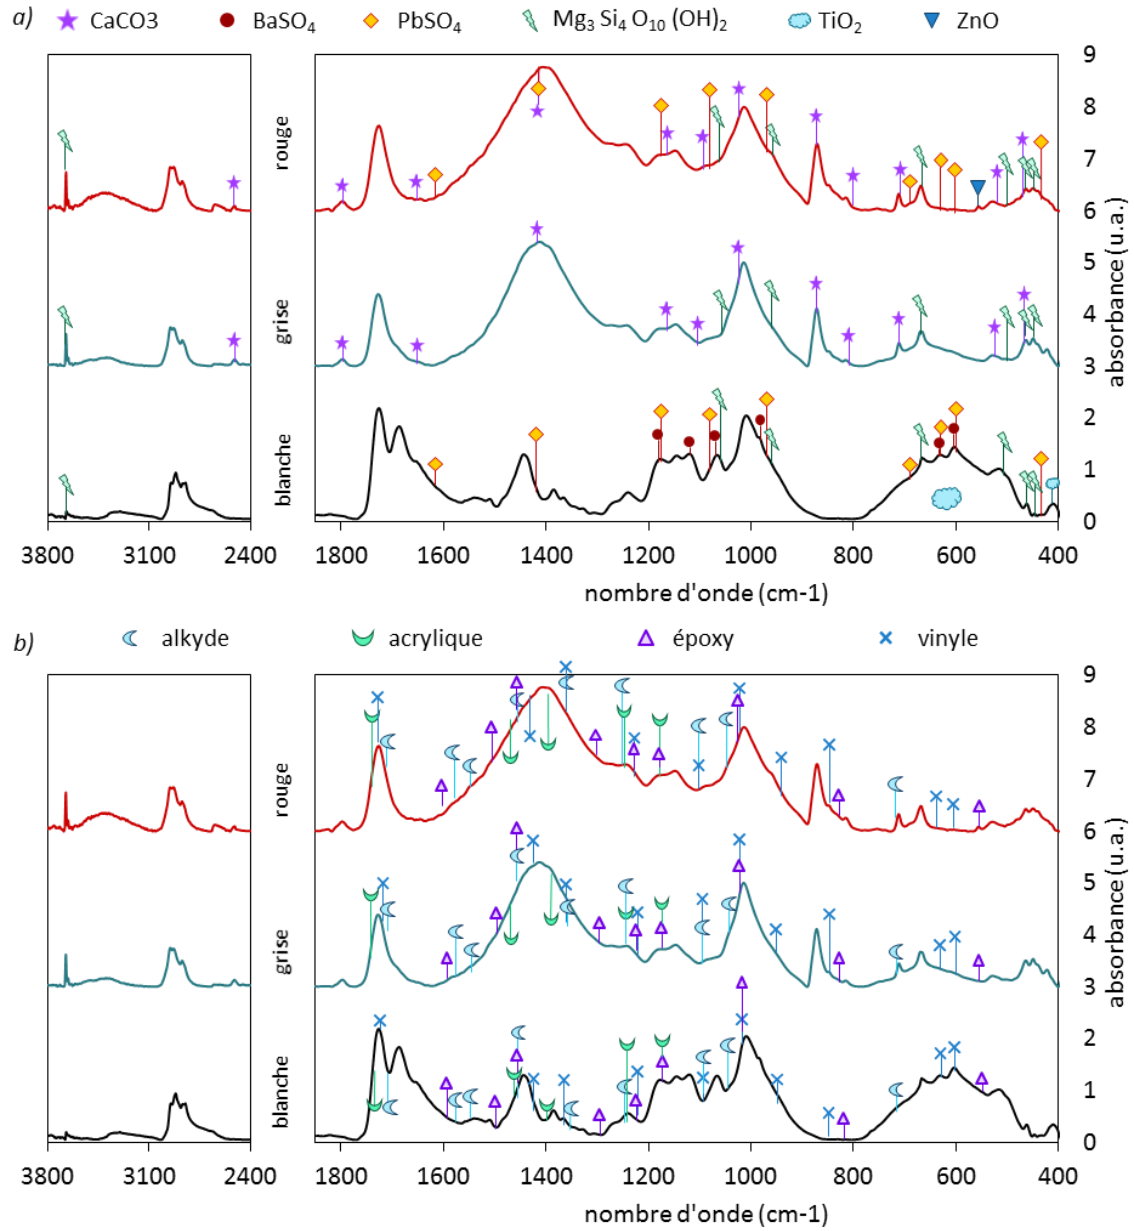 a) CaCO3 BaSO4 PbSO4 Mg3 Si4 O10 (OH)2 TiO2 ZnO
9
8
7
6
5
4
3
2
1
0
rouge
grise
blanche
absorbance (u.a.)
3800 3100 2400 1800 1600 1400 1200 1000 800 600 400
nombre d'onde (cm-1)
b) alkyde acrylique époxy vinyle
9
8
7
6
5
4
3
2
1
0
rouge
grise
blanche
absorbance (u.a.)
3800 3100 2400 1800 1600 1400 1200 1000 800 600 400
nombre d'onde (cm-1)